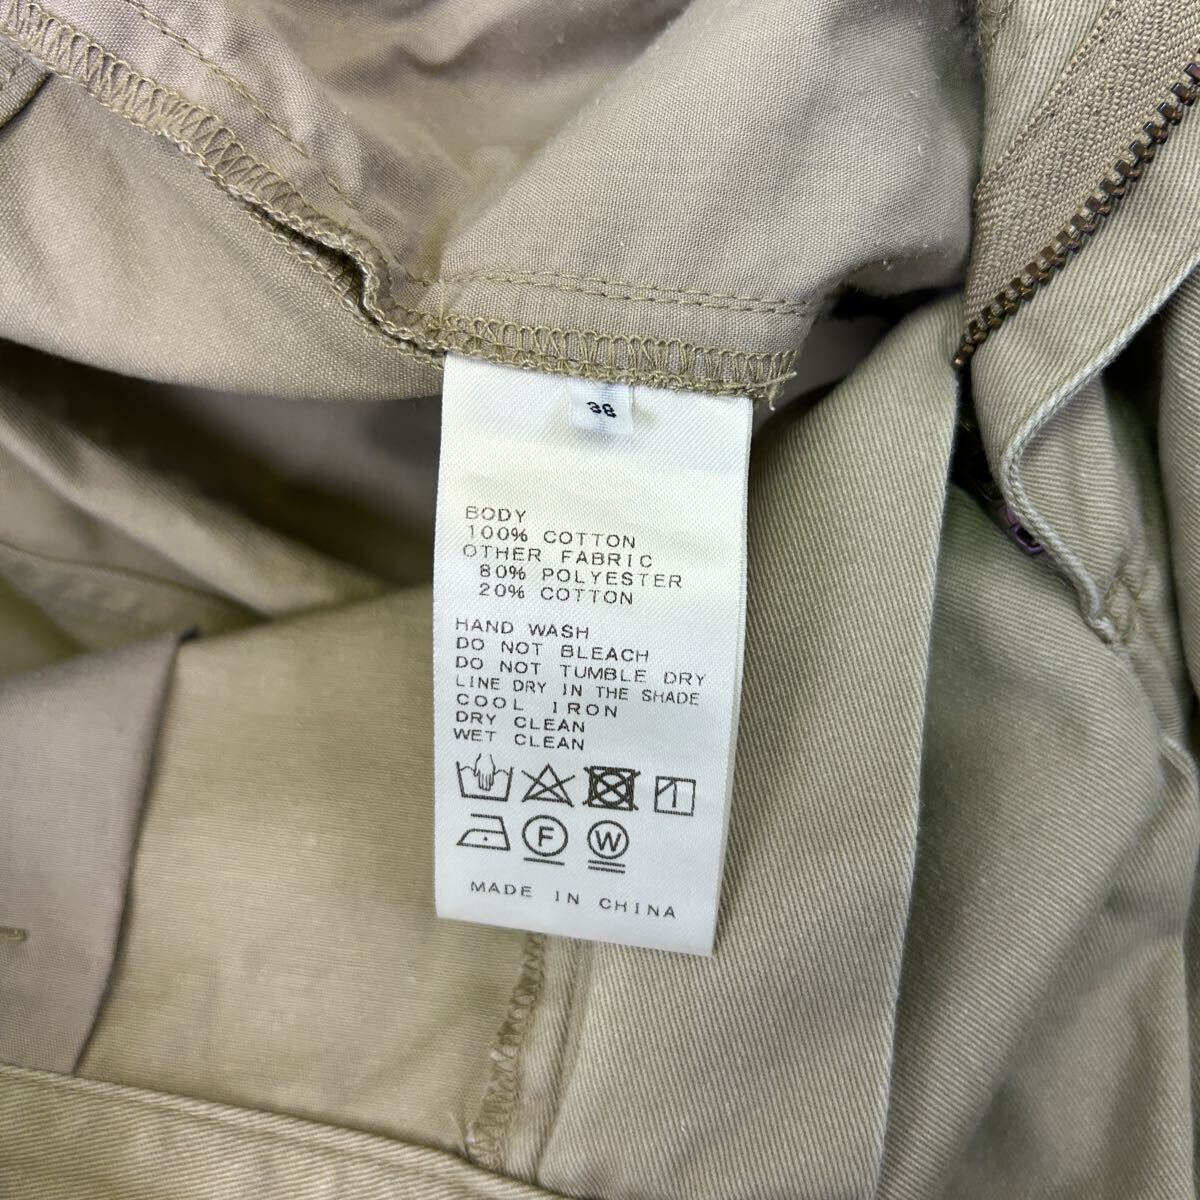 38
BODY
100% COTTON
OTHER FABRIC
80% POLYESTER
20% COTTON
HAND WASH
DO NOT BLEACH
DO NOT TUMBLE DRY
LINE DRY IN THE SHADE
COOL IRON
DRY CLEAN
WET CLEAN
F W
MADE IN CHINA